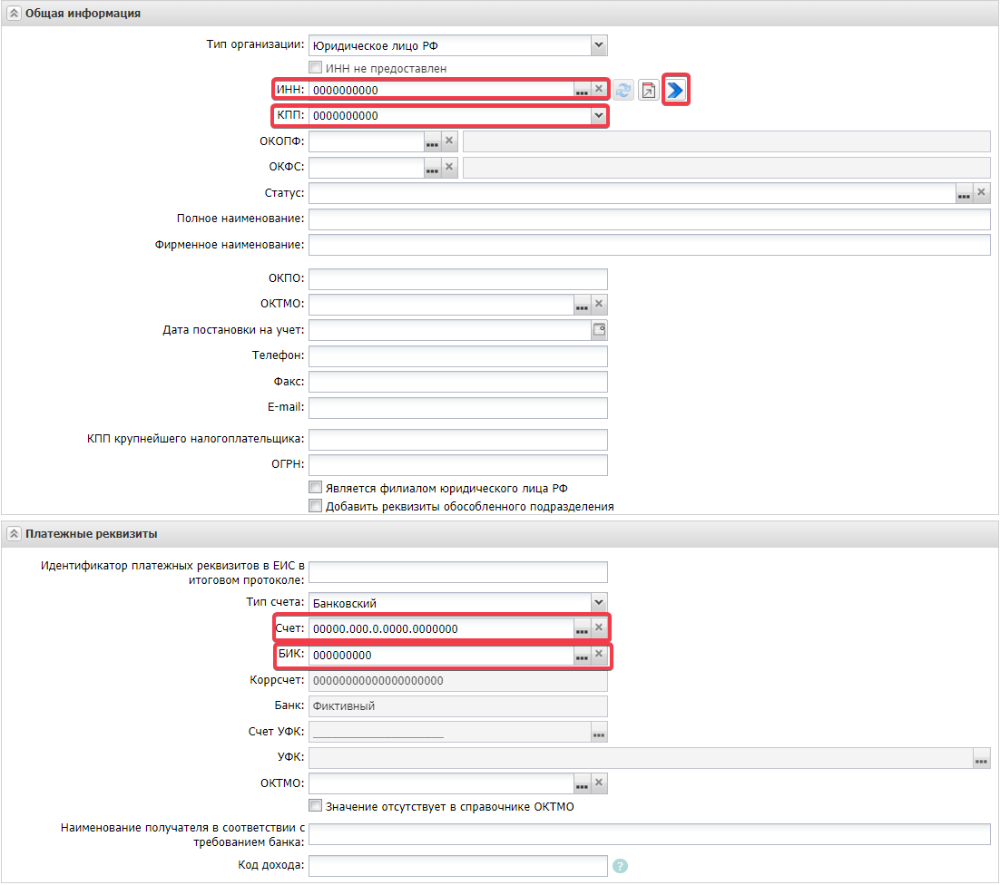 Общая информация
Тип организации: Юридическое лицо РФ
ИНН не предоставлен
ИНН: 0000000000
КПП: 0000000000
ОКОПФ:
ОКФС:
Статус:
Полное наименование:
Фирменное наименование:
ОКПО:
ОКТМО:
Дата постановки на учет:
Телефон:
Факс:
E-mail:
КПП крупнейшего налогоплательщика:
ОГРН:
Является филиалом юридического лица РФ
Добавить реквизиты обособленного подразделения
Платежные реквизиты
Идентификатор платежных реквизитов в ЕИС в
итоговом протоколе:
Тип счета: Банковский
Счет: 00000.000.0.0000.0000000
БИК: 000000000
Коррсчет: 00000000000000000000
Банк: Фиктивный
Счет УФК:
УФК:
ОКТМО:
Значение отсутствует в справочнике ОКТМО
Наименование получателя в соответствии с
требованием банка:
Код дохода: ?